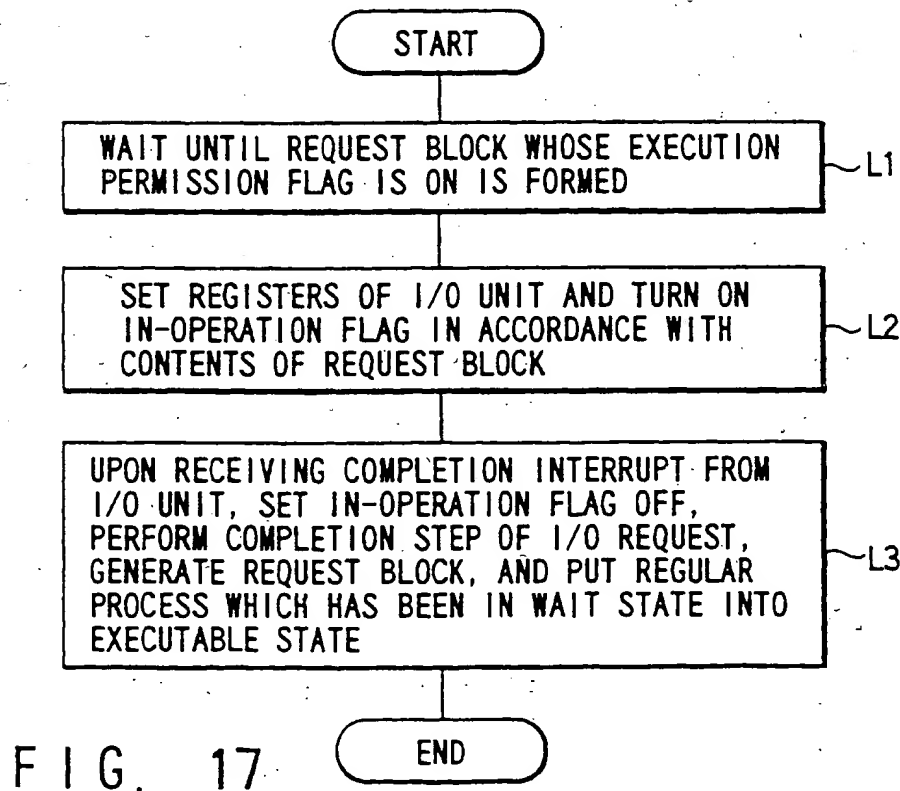 START
WAIT UNTIL REQUEST BLOCK WHOSE EXECUTION
PERMISSION FLAG IS ON IS FORMED
L1
SET REGISTERS OF I/O UNIT AND TURN ON
IN-OPERATION FLAG IN ACCORDANCE WITH
CONTENTS OF REQUEST BLOCK
L2
UPON RECEIVING COMPLETION INTERRUPT FROM
I/O UNIT, SET IN-OPERATION FLAG OFF,
PERFORM COMPLETION STEP OF I/O REQUEST,
GENERATE REQUEST BLOCK, AND PUT REGULAR
PROCESS WHICH HAS BEEN IN WAIT STATE INTO
EXECUTABLE STATE
L3
END
FIG. 17